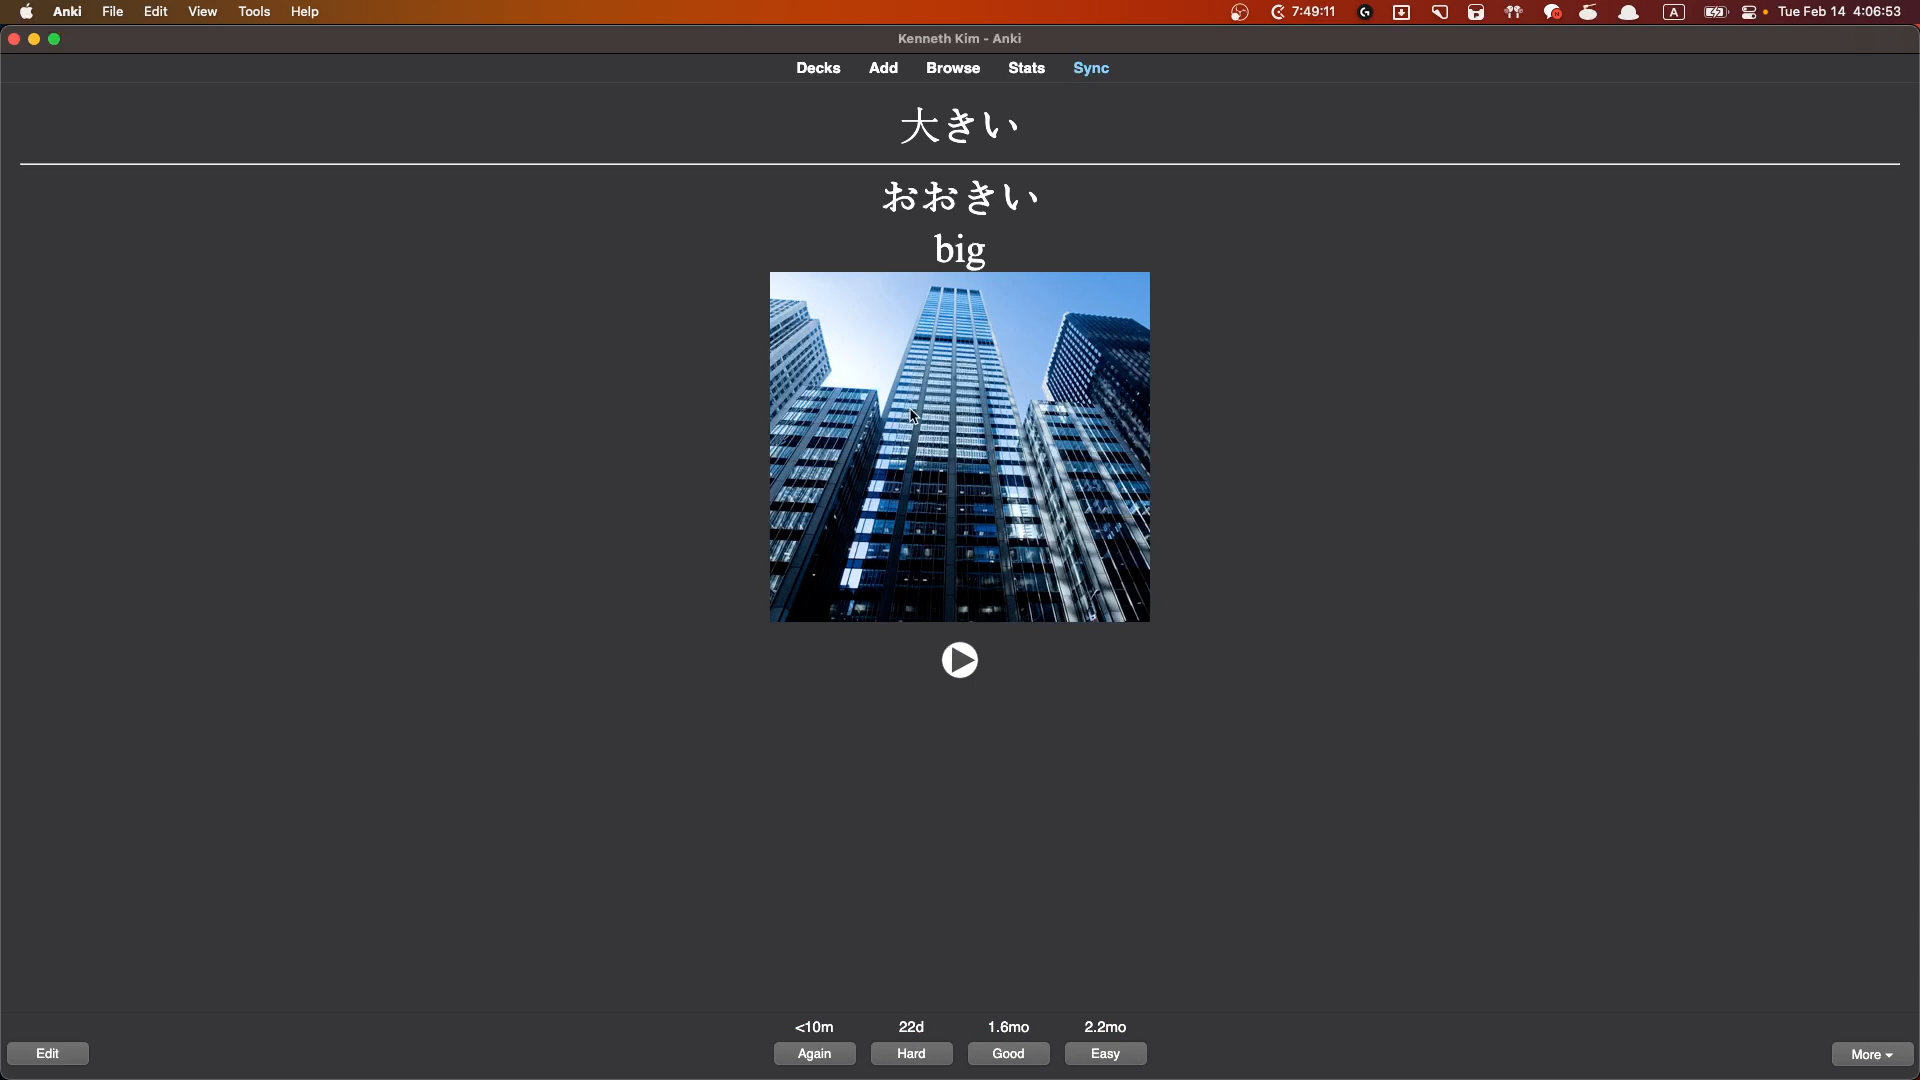 Anki File Edit View Tools Help 7:49:11 A Tue Feb 14 4:06:53
Kenneth Kim - Anki
Decks Add Browse Stats Sync
大きい
おおきい
big
<10m 22d 1.6mo 2.2mo
Edit Again Hard Good Easy More